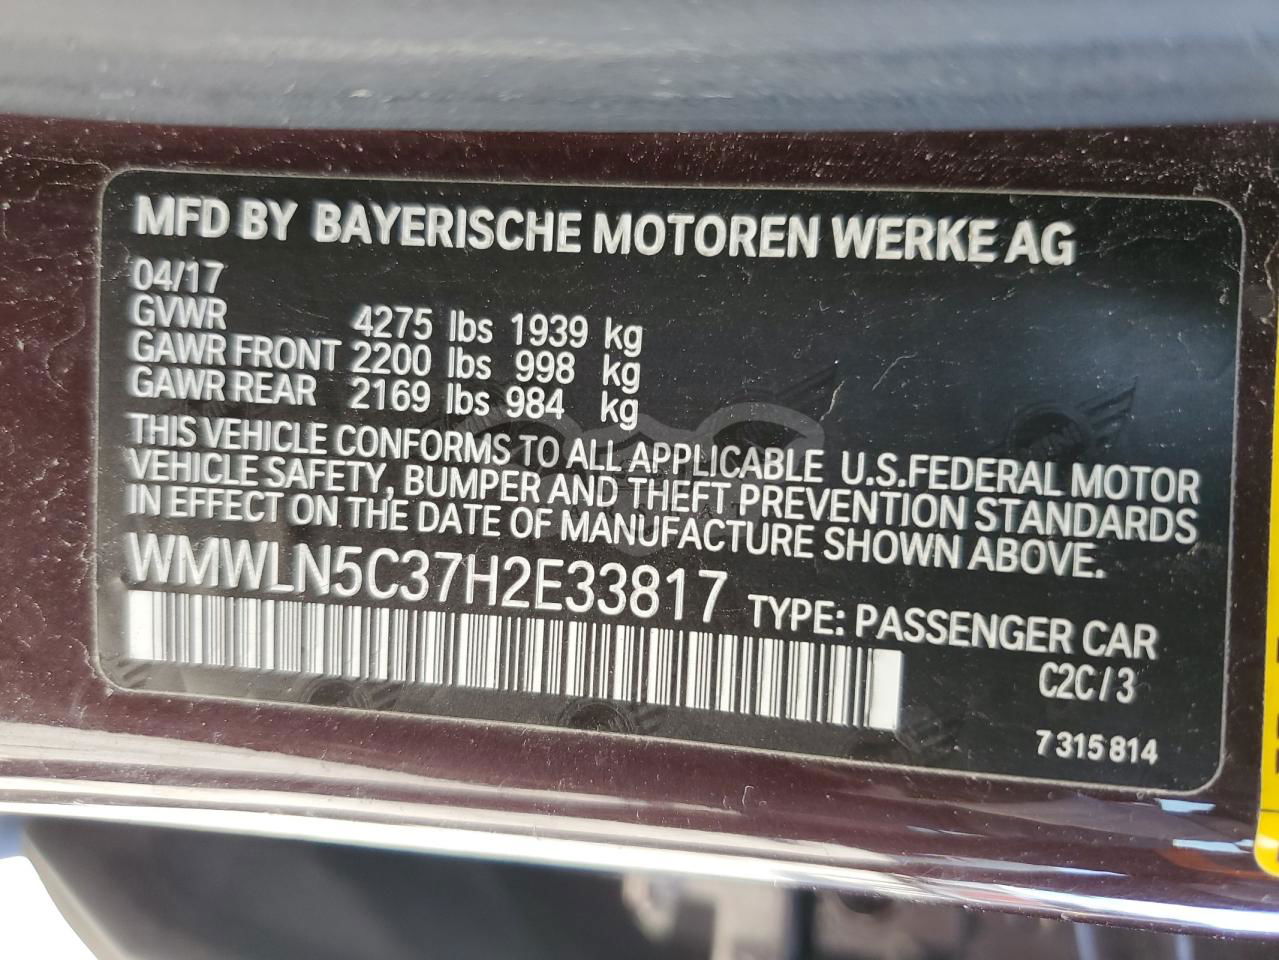 MFD BY BAYERISCHE MOTOREN WERKE AG
04/17
GVWR 4275 lbs 1939 kg
GAWR FRONT 2200 lbs 998 kg
GAWR REAR 2169 lbs 984 kg
THIS VEHICLE CONFORMS TO ALL APPLICABLE U.S.FEDERAL MOTOR
VEHICLE SAFETY, BUMPER AND THEFT PREVENTION STANDARDS
IN EFFECT ON THE DATE OF MANUFACTURE SHOWN ABOVE.
WMWLN5C37H2E33817 TYPE: PASSENGER CAR
C2C/3
7 315 814